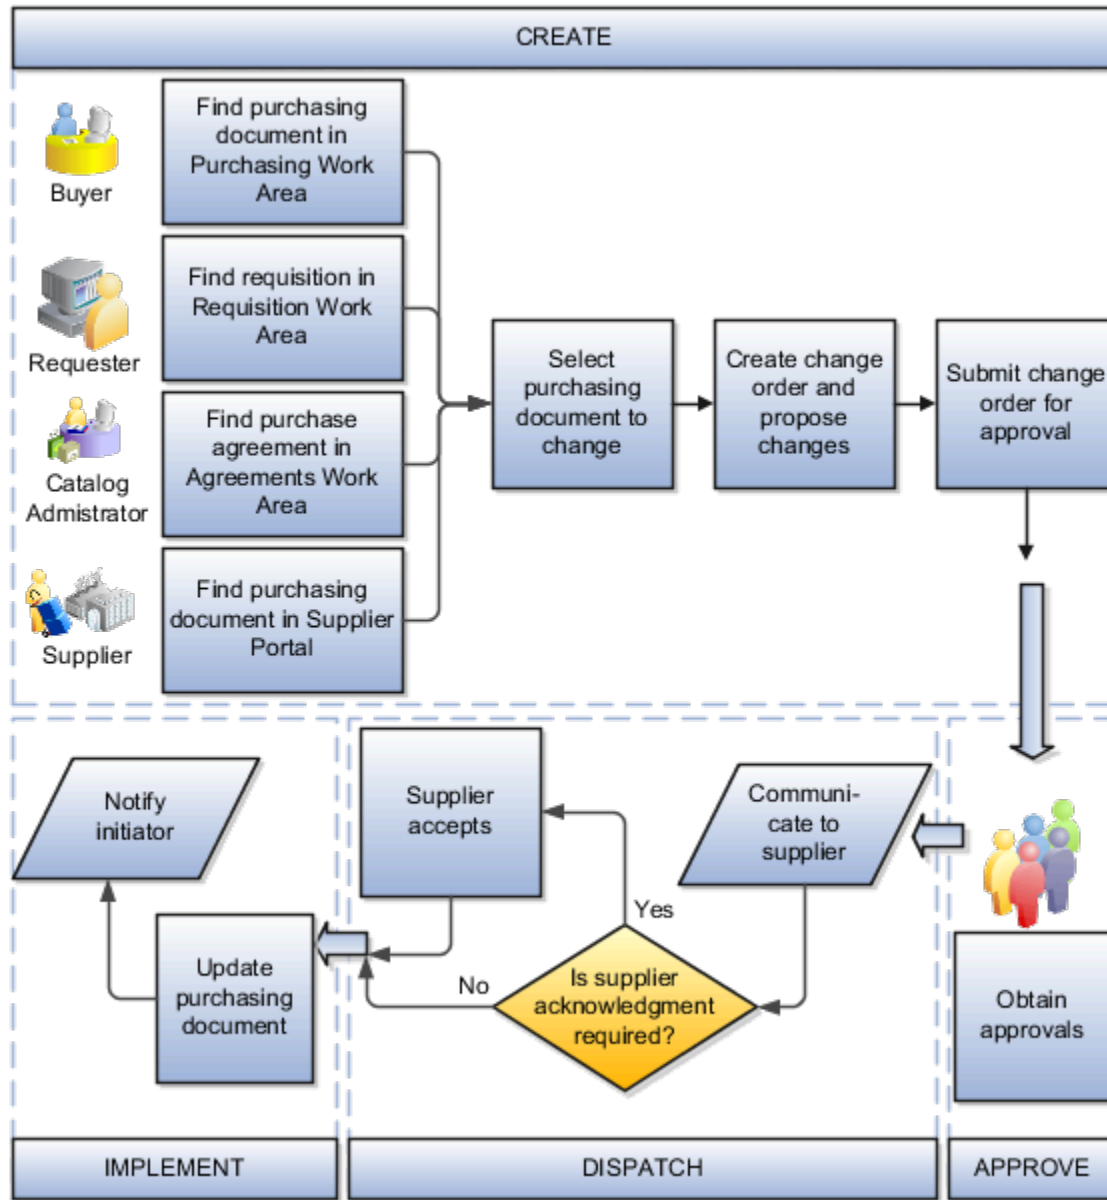 CREATE
Buyer
Find purchasing
document in
Purchasing Work
Area
Requester
Find requisition in
Requisition Work
Area
Catalog
Admistrator
Find purchase
agreement in
Agreements Work
Area
Supplier
Find purchasing
document in Supplier
Portal
Select
purchasing
document to
change
Create change
order and
propose
changes
Submit change
order for
approval
Obtain
approvals
Communi-
cate to
supplier
Is supplier
acknowledgment
required?
Yes
No
Supplier
accepts
Update
purchasing
document
Notify
initiator
IMPLEMENT
DISPATCH
APPROVE